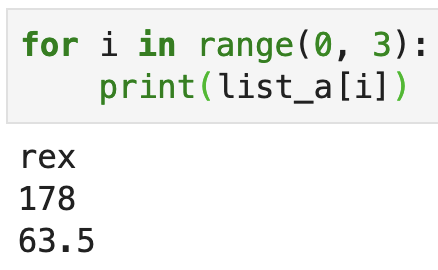 for i in range(0, 3):
    print(list_a[i])
rex
178
63.5